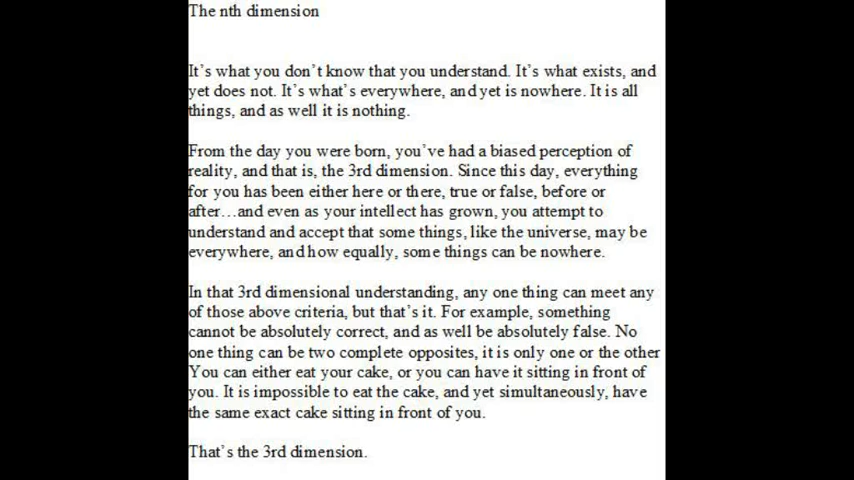 The nth dimension
It's what you don't know that you understand. It's what exists, and
yet does not. It's what's everywhere, and yet is nowhere. It is all
things, and as well it is nothing.
From the day you were born, you've had a biased perception of
reality, and that is, the 3rd dimension. Since this day, everything
for you has been either here or there, true or false, before or
after…and even as your intellect has grown, you attempt to
understand and accept that some things, like the universe, may be
everywhere, and how equally, some things can be nowhere.
In that 3rd dimensional understanding, any one thing can meet any
of those above criteria, but that's it. For example, something
cannot be absolutely correct, and as well be absolutely false. No
one thing can be two complete opposites, it is only one or the other
You can either eat your cake, or you can have it sitting in front of
you. It is impossible to eat the cake, and yet simultaneously, have
the same exact cake sitting in front of you.
That's the 3rd dimension.